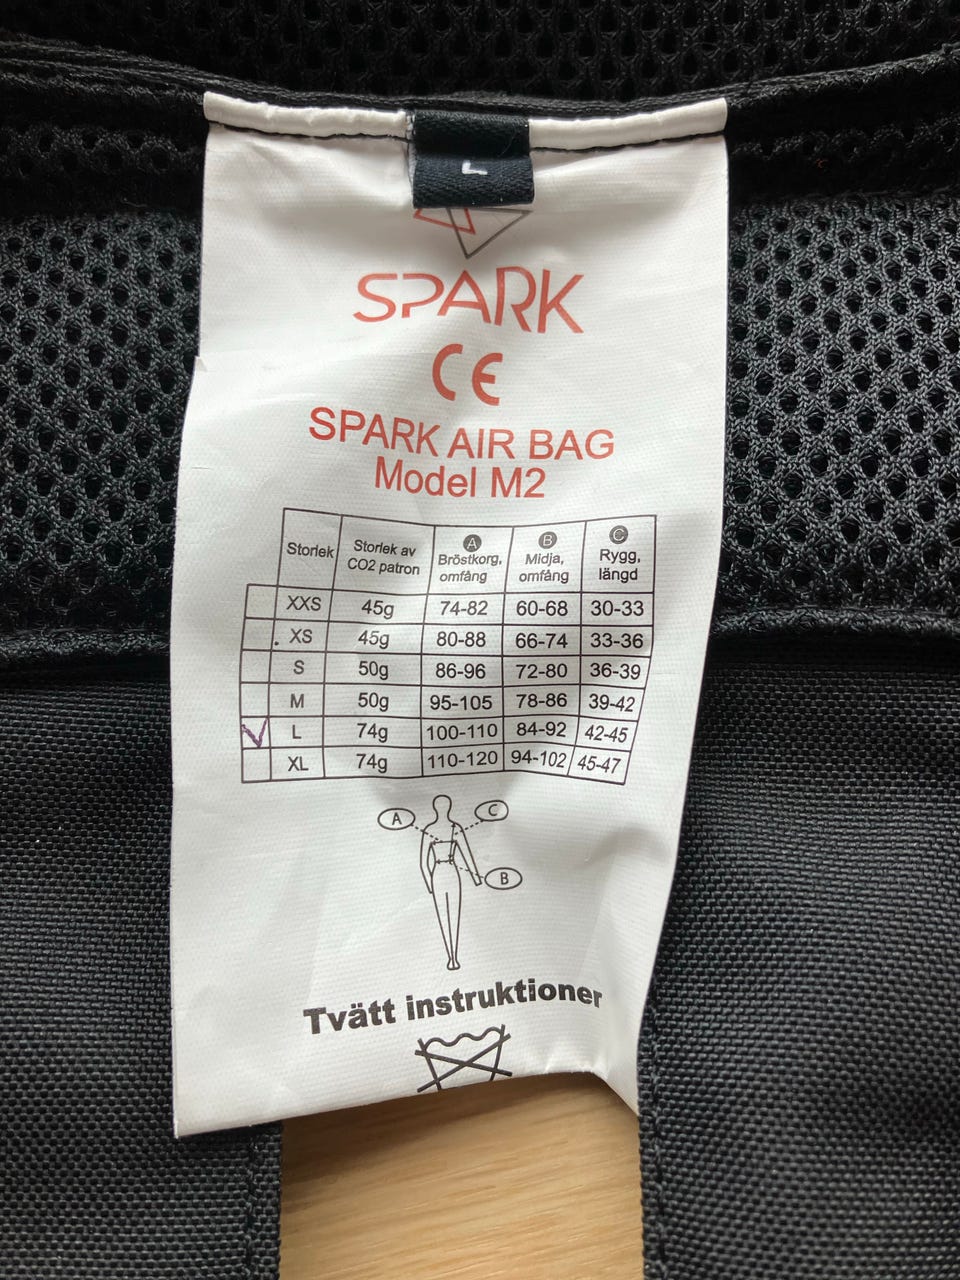 L
SPARK
CE
SPARK AIR BAG
Model M2
Storlek Storlek av CO2 patron A Bröstkorg, omfång B Midja, omfång C Rygg, längd
XXS 45g 74-82 60-68 30-33
XS 45g 80-88 66-74 33-36
S 50g 86-96 72-80 36-39
M 50g 95-105 78-86 39-42
L 74g 100-110 84-92 42-45
XL 74g 110-120 94-102 45-47
A C
B
Tvätt instruktioner